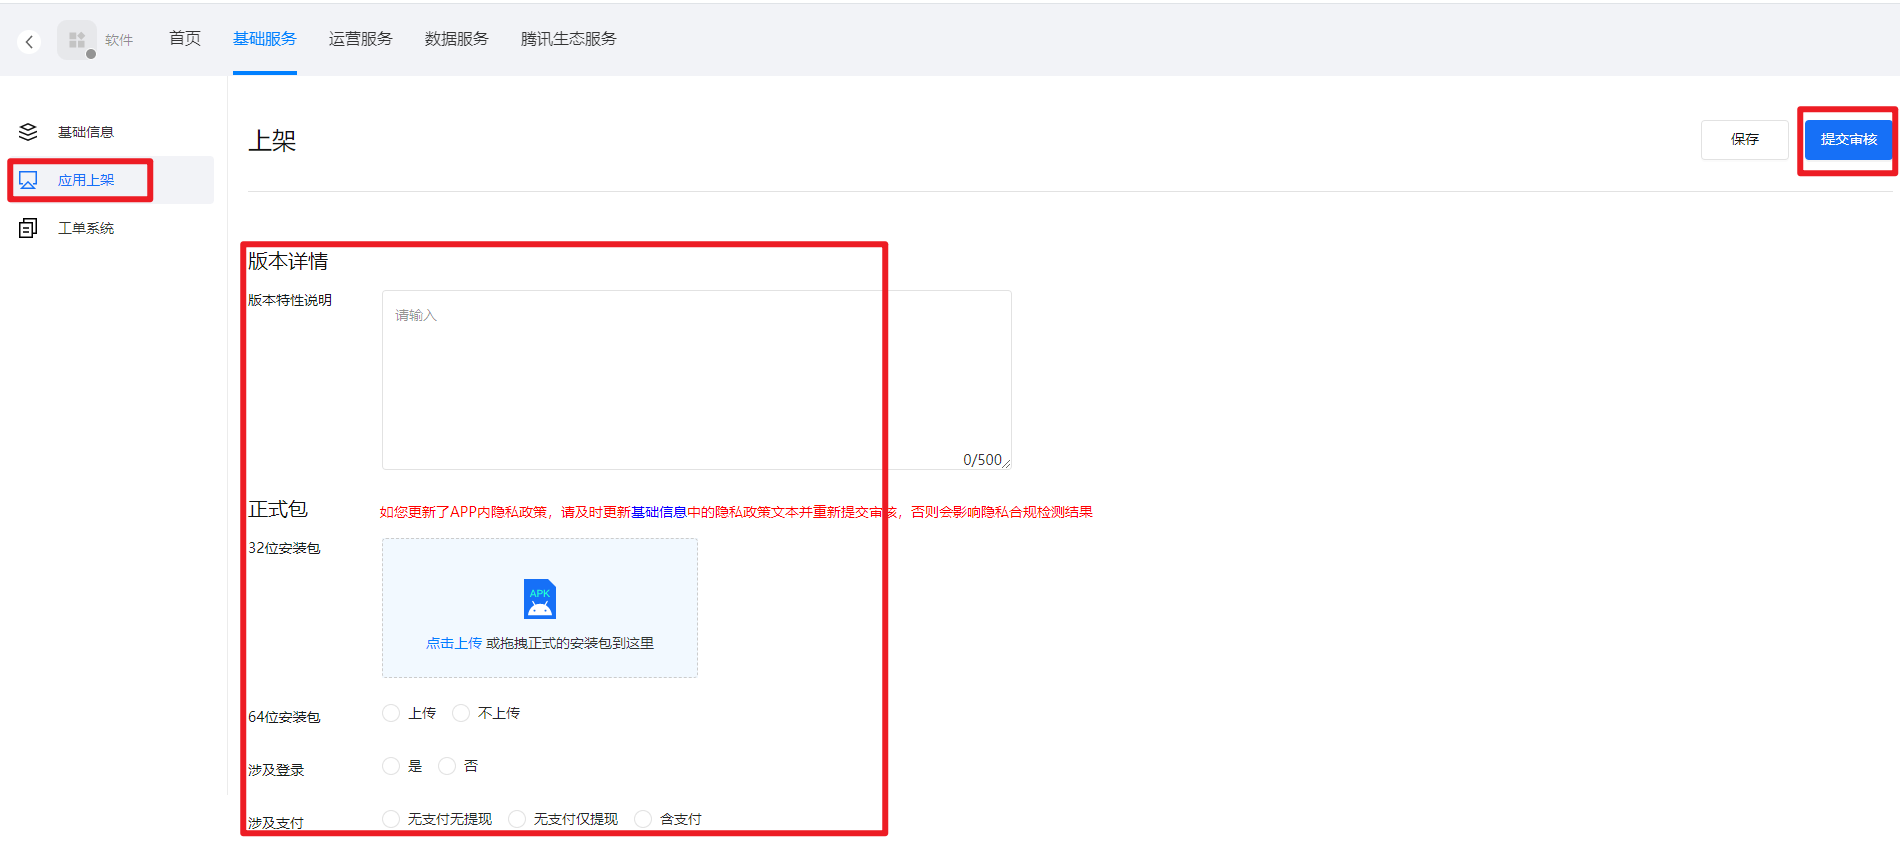 软件 首页 基础服务 运营服务 数据服务 腾讯生态服务
基础信息
应用上架
工单系统
上架
保存 提交审核
版本详情
版本特性说明
请输入
0/500
正式包 如您更新了APP内隐私政策，请及时更新基础信息中的隐私政策文本并重新提交审核，否则会影响隐私合规检测结果
32位安装包
APK
点击上传 或拖拽正式的安装包到这里
64位安装包 上传 不上传
涉及登录 是 否
涉及支付 无支付无提现 无支付仅提现 含支付